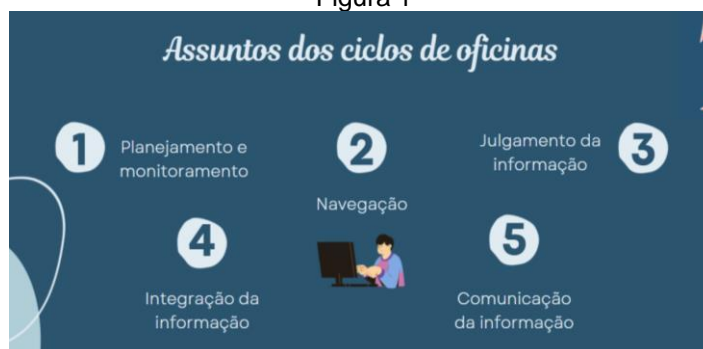 Figura 1
Assuntos dos ciclos de oficinas
1
Planejamento e
monitoramento
2
Navegação
Julgamento da
informação
3
4
Integração da
informação
5
Comunicação
da informação